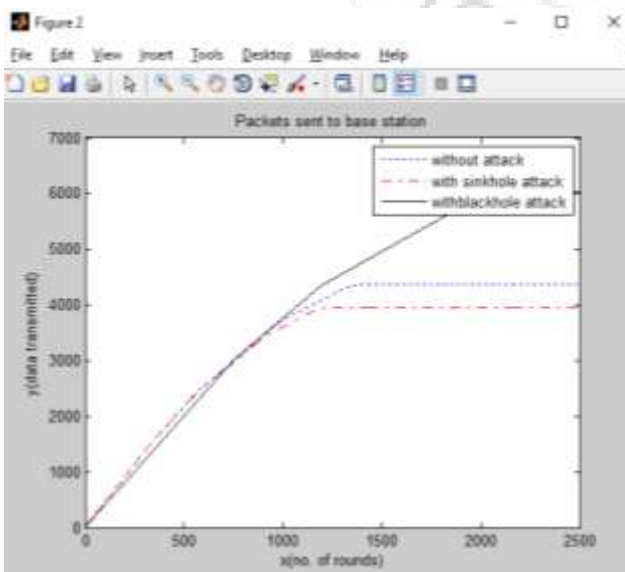 Figure 2
File Edit View Insert Tools Desktop Window Help
Packets sent to base station
7000
6000
5000
4000
3000
2000
1000
0
y(data transmitted)
without attack
with sinkhole attack
withblackhole attack
0 500 1000 1500 2000 2500
x(no. of rounds)